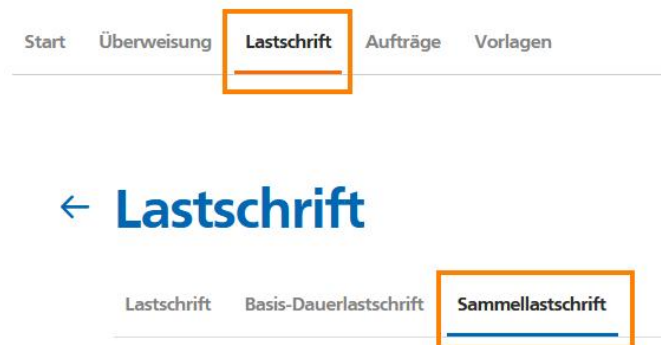 Start Überweisung Lastschrift Aufträge Vorlagen
← Lastschrift
Lastschrift Basis-Dauerlastschrift Sammellastschrift